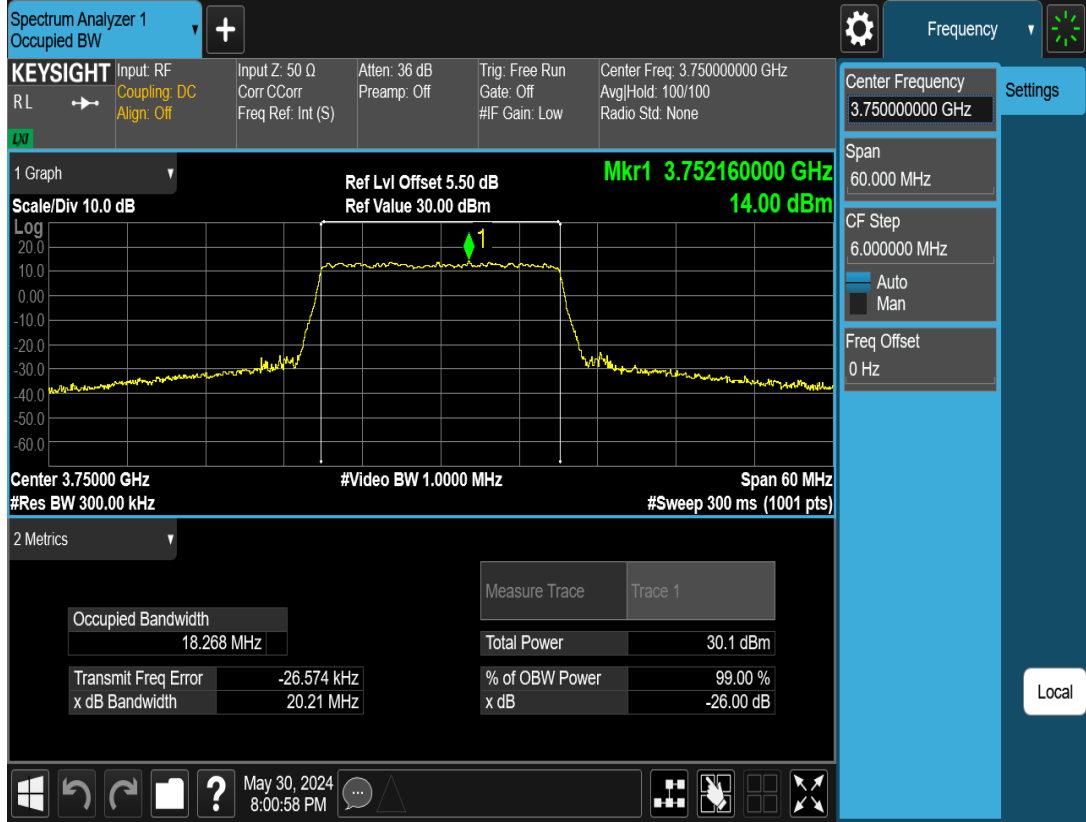 Spectrum Analyzer 1
Occupied BW
+
Frequency
KEYSIGHT
RL
LXI
Input: RF
Coupling: DC
Align: Off
Input Z: 50 Ω
Corr CCorr
Freq Ref: Int (S)
Atten: 36 dB
Preamp: Off
Trig: Free Run
Gate: Off
#IF Gain: Low
Center Freq: 3.750000000 GHz
Avg|Hold: 100/100
Radio Std: None
Center Frequency
3.750000000 GHz
Settings
Span
60.000 MHz
CF Step
6.000000 MHz
Auto
Man
Freq Offset
0 Hz
Local
1 Graph
Scale/Div 10.0 dB
Ref Lvl Offset 5.50 dB
Ref Value 30.00 dBm
Mkr1 3.752160000 GHz
14.00 dBm
Log
1
20.0
10.0
0.00
-10.0
-20.0
-30.0
-40.0
-50.0
-60.0
Center 3.75000 GHz
#Video BW 1.0000 MHz
Span 60 MHz
#Res BW 300.00 kHz
#Sweep 300 ms (1001 pts)
2 Metrics
Measure Trace Trace 1
Occupied Bandwidth
18.268 MHz
Total Power 30.1 dBm
Transmit Freq Error -26.574 kHz
% of OBW Power 99.00 %
x dB Bandwidth 20.21 MHz
x dB -26.00 dB
?
May 30, 2024
8:00:58 PM